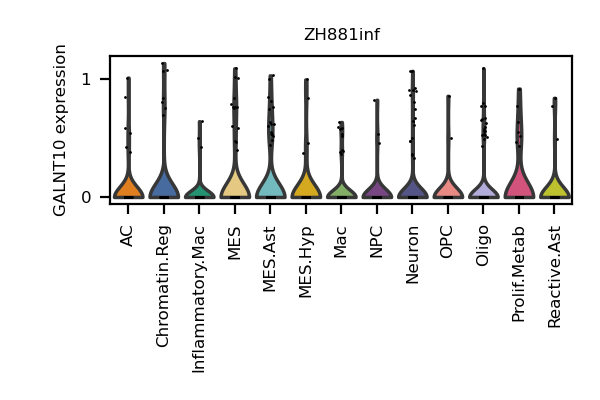 ZH881inf
GALNT10 expression
1
0
AC
Chromatin.Reg
Inflammatory.Mac
MES
MES.Ast
MES.Hyp
Mac
NPC
Neuron
OPC
Oligo
Prolif.Metab
Reactive.Ast